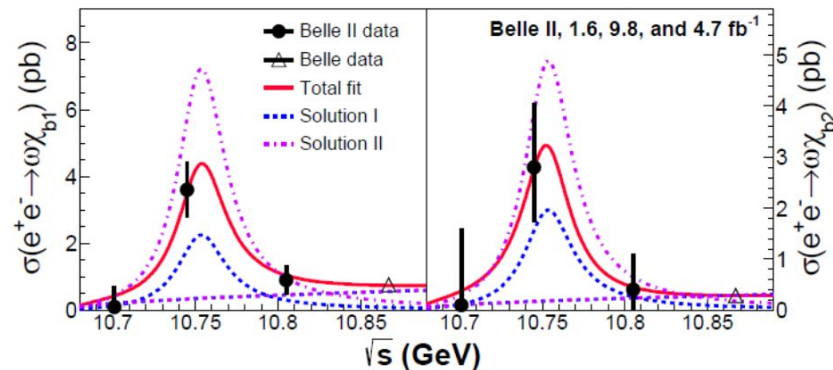 σ(e⁺e⁻→ωχ_b1) (pb)
8
6
4
2
0
Belle II data
Belle data
Total fit
Solution I
Solution II
10.7 10.75 10.8 10.85
Belle II, 1.6, 9.8, and 4.7 fb⁻¹
5
4
3
2
1
0
σ(e⁺e⁻→ωχ_b2) (pb)
10.7 10.75 10.8 10.85
√s (GeV)